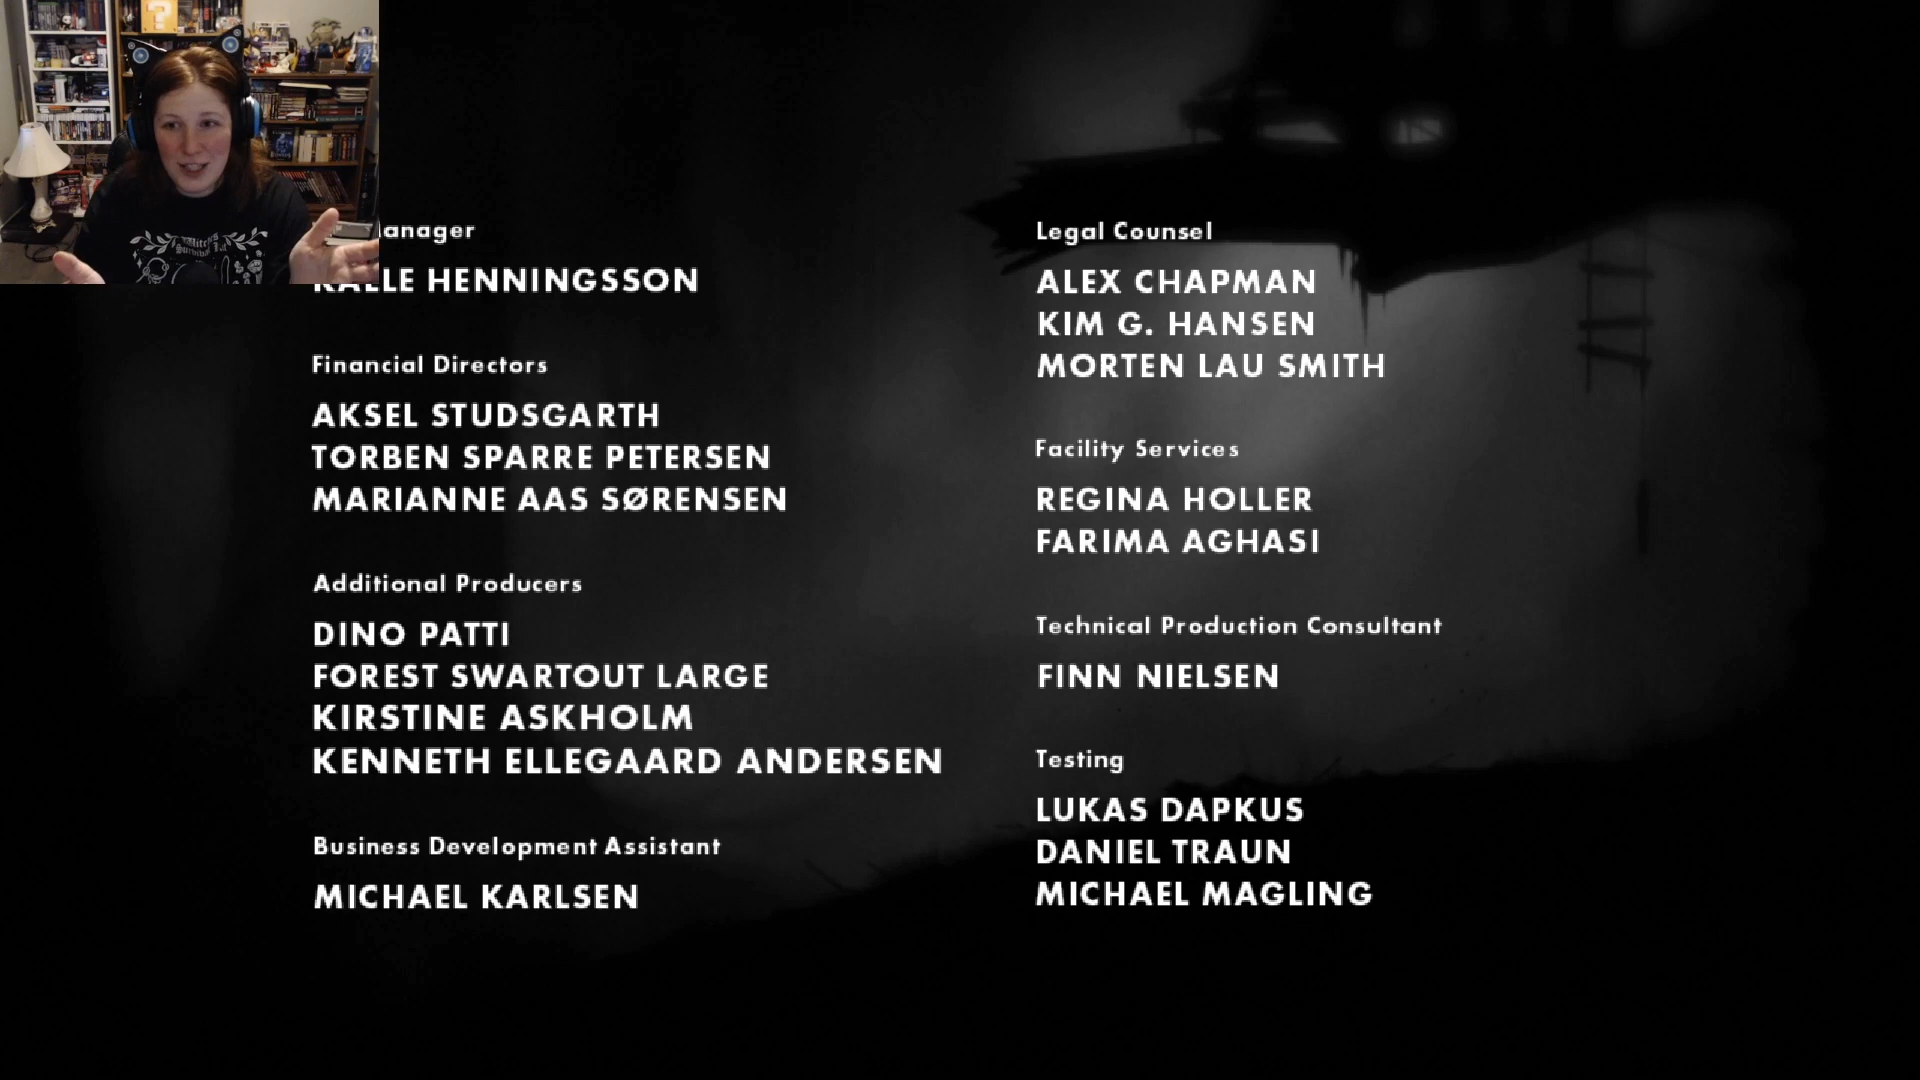 HENNINGSSON
Financial Directors
AKSEL STUDSGARTH
TORBEN SPARRE PETERSEN
MARIANNE AAS SØRENSEN
Additional Producers
DINO PATTI
FOREST SWARTOUT LARGE
KIRSTINE ASKHOLM
KENNETH ELLEGAARD ANDERSEN
Business Development Assistant
MICHAEL KARLSEN
Legal Counsel
ALEX CHAPMAN
KIM G. HANSEN
MORTEN LAU SMITH
Facility Services
REGINA HOLLER
FARIMA AGHASI
Technical Production Consultant
FINN NIELSEN
Testing
LUKAS DAPKUS
DANIEL TRAUN
MICHAEL MAGLING